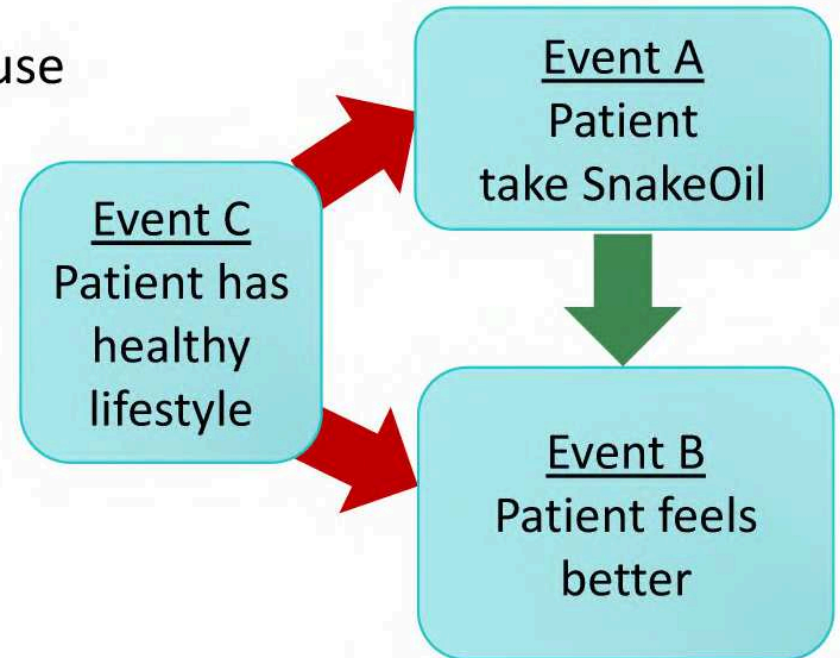 use
Event A
Patient
take SnakeOil
Event C
Patient has
healthy
lifestyle
Event B
Patient feels
better